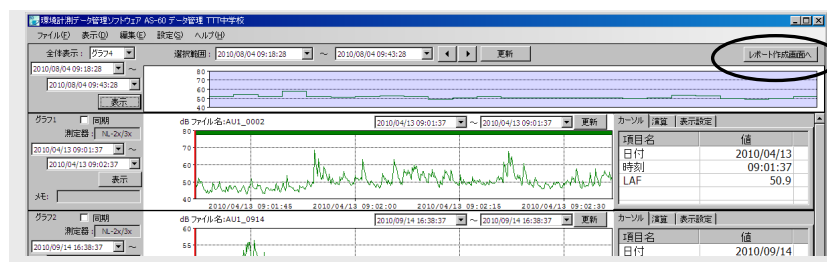 環境計測データ管理ソフトウェア AS-60 データ管理 TTT中学校
ファイル(F) 表示(D) 編集(E) 設定(S) ヘルプ(H)
全体表示： グラフ4 選択範囲： 2010/08/04 09:18:28 ～ 2010/08/04 09:43:28 更新 レポート作成画面へ
2010/08/04 09:18:28 ～
2010/08/04 09:43:28
表示
80
70
60
50
40
グラフ1 同期 dB ファイル名:AU1_0002 2010/04/13 09:01:37 ～ 2010/04/13 09:01:37 更新
測定器： NL-2x/3x
2010/04/13 09:01:37 ～
2010/04/13 09:02:37
表示
メモ:
80
70
60
50
40
2010/04/13 09:01:45 2010/04/13 09:02:00 2010/04/13 09:02:15 2010/04/13 09:02:30
カーソル 演算 表示設定
項目名 値
日付 2010/04/13
時刻 09:01:37
LAF 50.9
グラフ2 同期 dB ファイル名:AU1_0914 2010/09/14 16:38:37 ～ 2010/09/14 16:38:37 更新
測定器： NL-2x/3x
2010/09/14 16:38:37 ～
60
55
カーソル 演算 表示設定
項目名 値
日付 2010/09/14